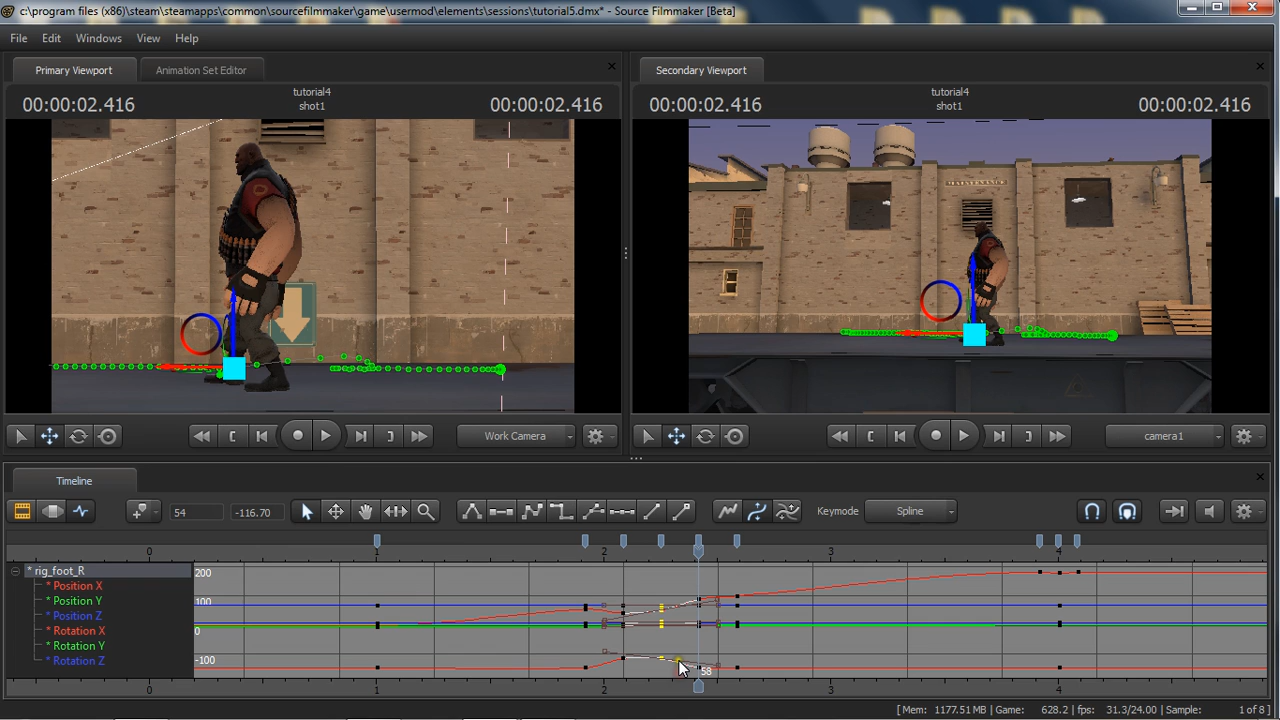 c:\program files (x86)\steam\steamapps\common\sourcefilmmaker\game\usermod\elements\sessions\tutorial5.dmx* - Source Filmmaker [Beta]
File Edit Windows View Help
Primary Viewport Animation Set Editor
Secondary Viewport
tutorial4
00:00:02.416 shot1 00:00:02.416
tutorial4
00:00:02.416 shot1 00:00:02.416
Work Camera
camera1
Timeline
54 -116.70 Keymode Spline
0 2 3 4
* rig_foot_R
* Position X
* Position Y
* Position Z
* Rotation X
* Rotation Y
* Rotation Z
200
100
0
-100
58
0 1 2 3 4
[ Mem: 1177.51 MB | Game: 628.2 | fps: 31.3/24.00 | Sample: 1 of 8 ]